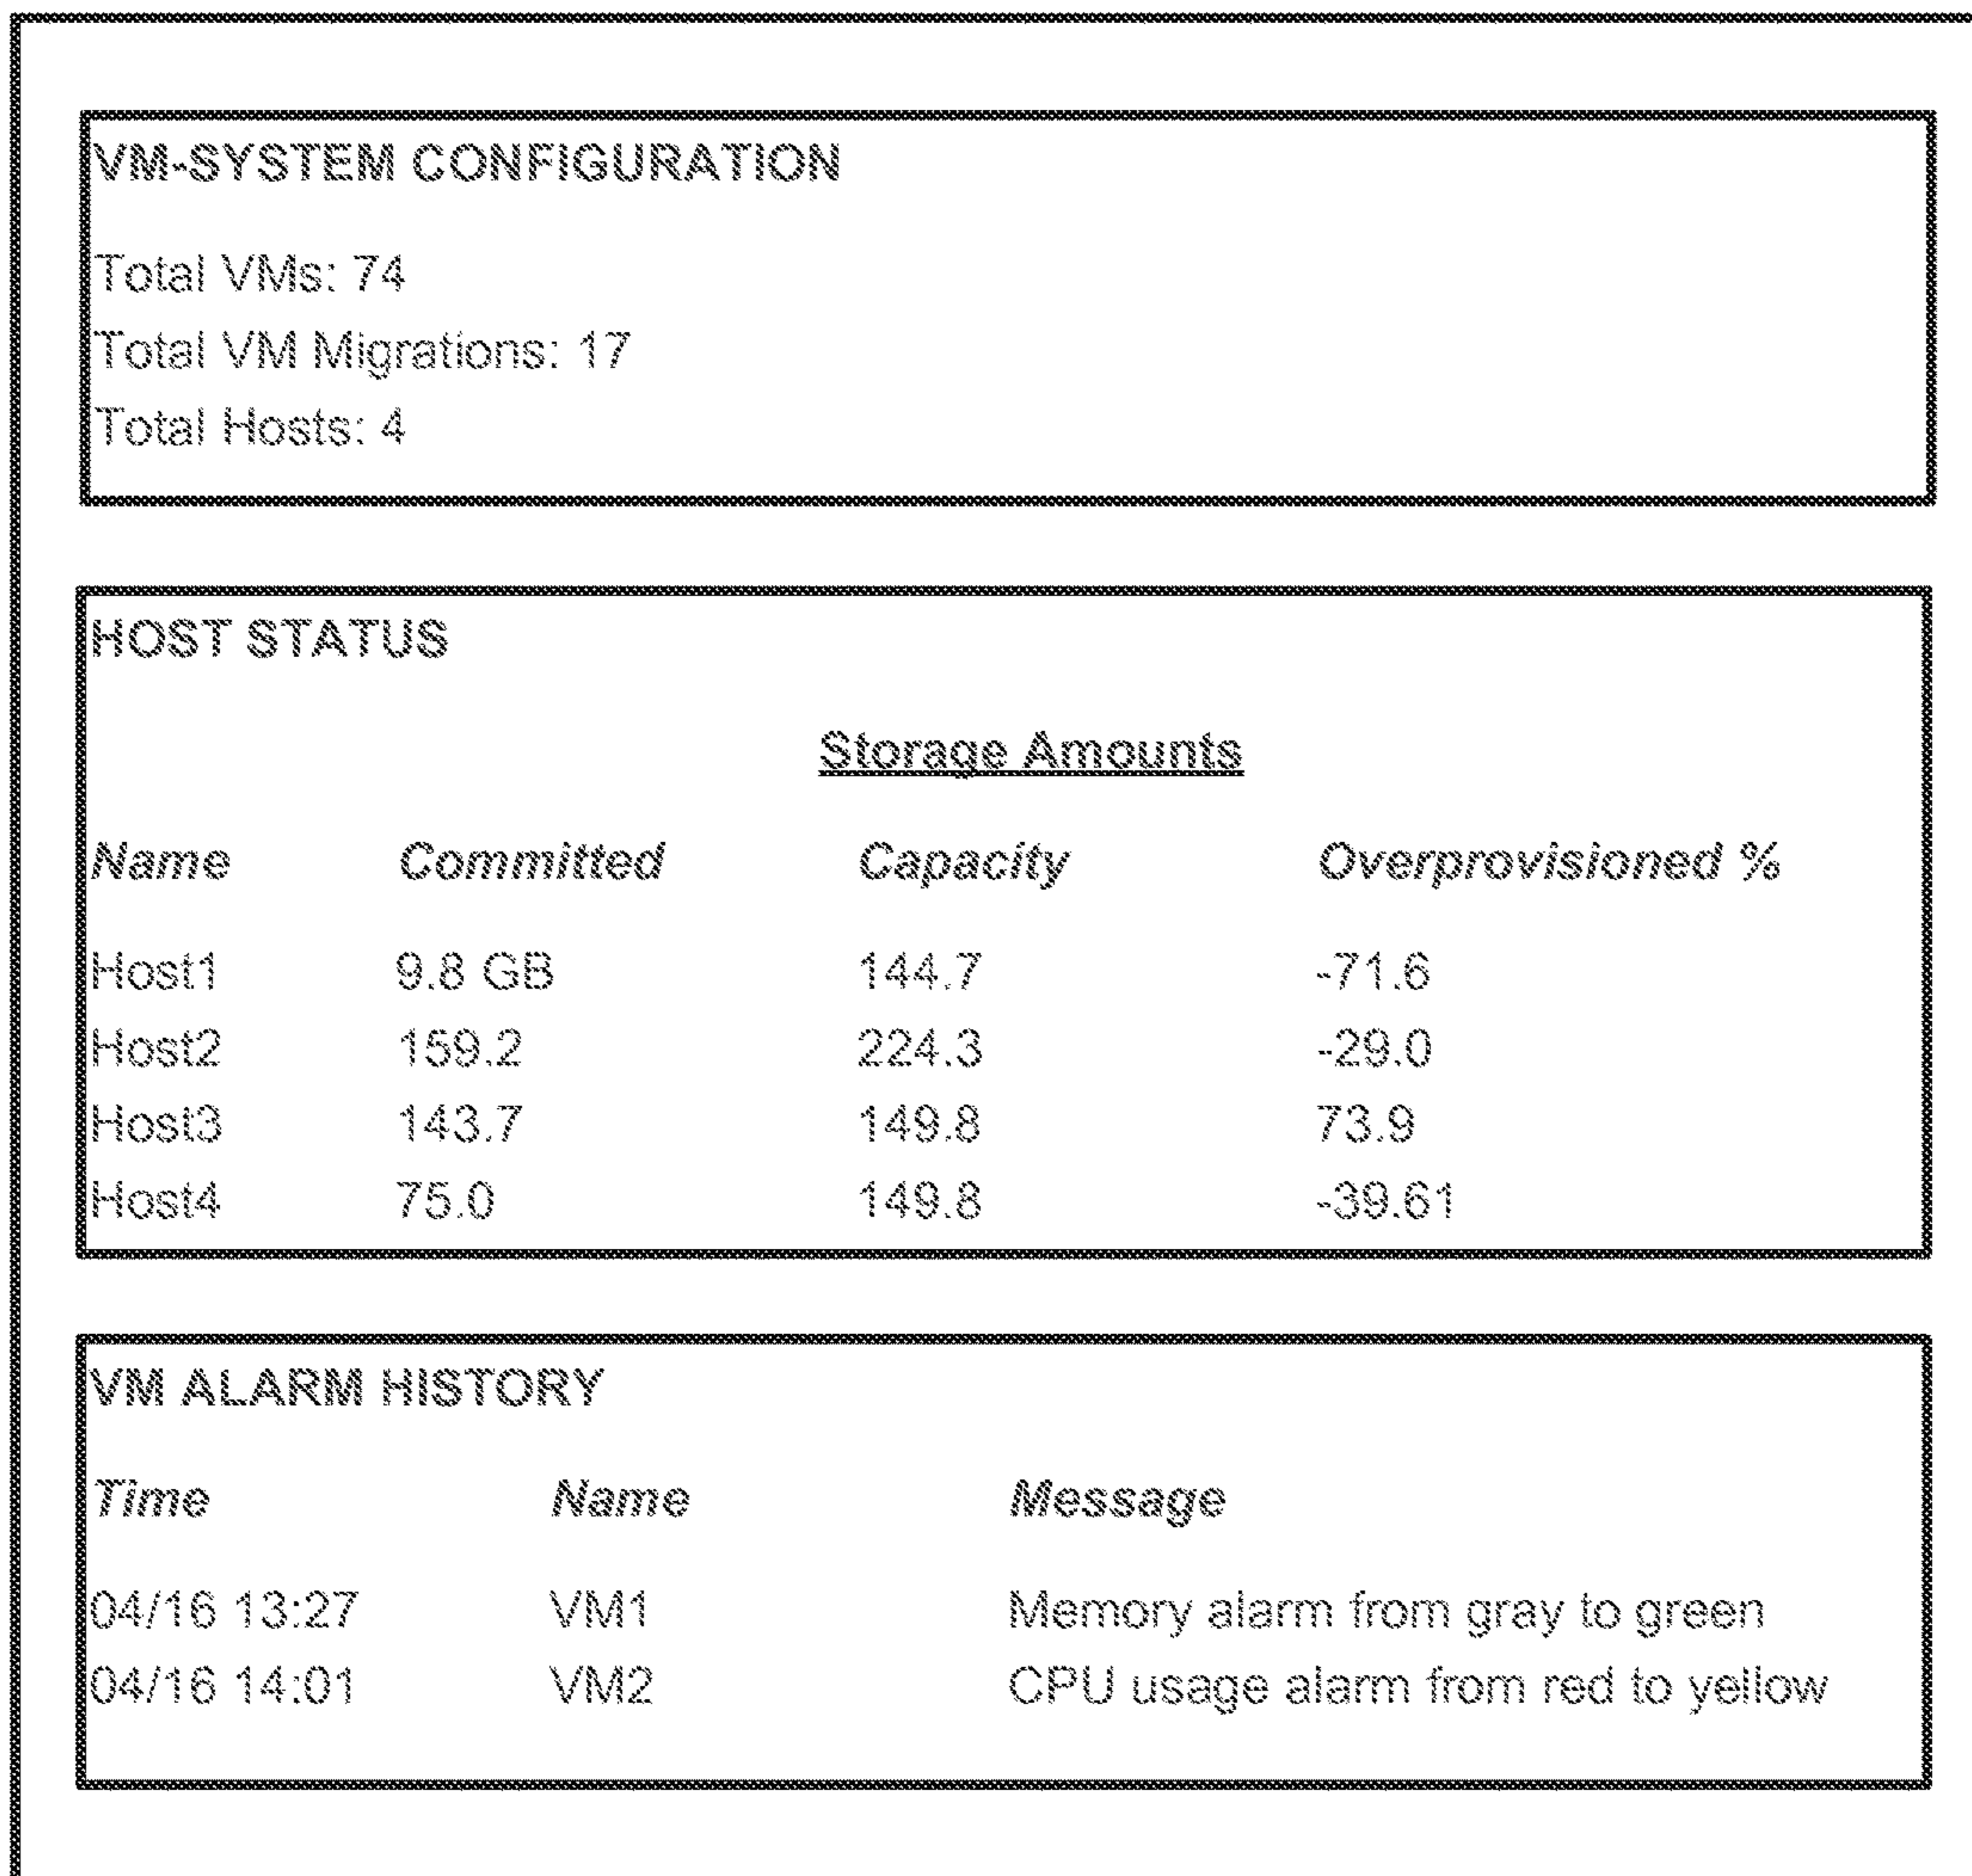 VM-SYSTEM CONFIGURATION
Total VMs: 74
Total VM Migrations: 17
Total Hosts: 4
HOST STATUS
Storage Amounts
Name Committed Capacity Overprovisioned %
Host1 9.8 GB 144.7 -71.6
Host2 159.2 224.3 -29.0
Host3 143.7 149.8 73.9
Host4 75.0 149.8 -39.61
VM ALARM HISTORY
Time Name Message
04/16 13:27 VM1 Memory alarm from gray to green
04/16 14:01 VM2 CPU usage alarm from red to yellow